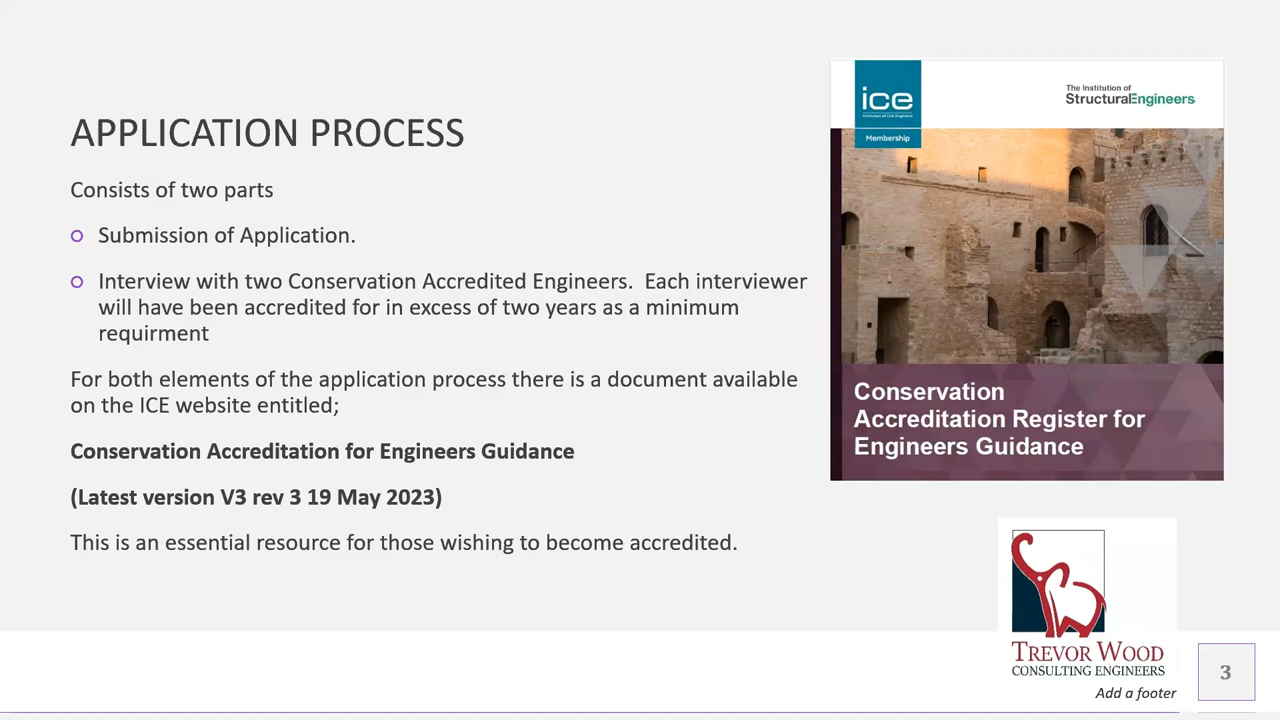 APPLICATION PROCESS
Consists of two parts
Submission of Application.
Interview with two Conservation Accredited Engineers. Each interviewer
will have been accredited for in excess of two years as a minimum
requirment
For both elements of the application process there is a document available
on the ICE website entitled;
Conservation Accreditation for Engineers Guidance
(Latest version V3 rev 3 19 May 2023)
This is an essential resource for those wishing to become accredited.
ice
Institution of Civil Engineers
Membership
The Institution of
StructuralEngineers
Conservation
Accreditation Register for
Engineers Guidance
TREVOR WOOD
CONSULTING ENGINEERS
Add a footer
3